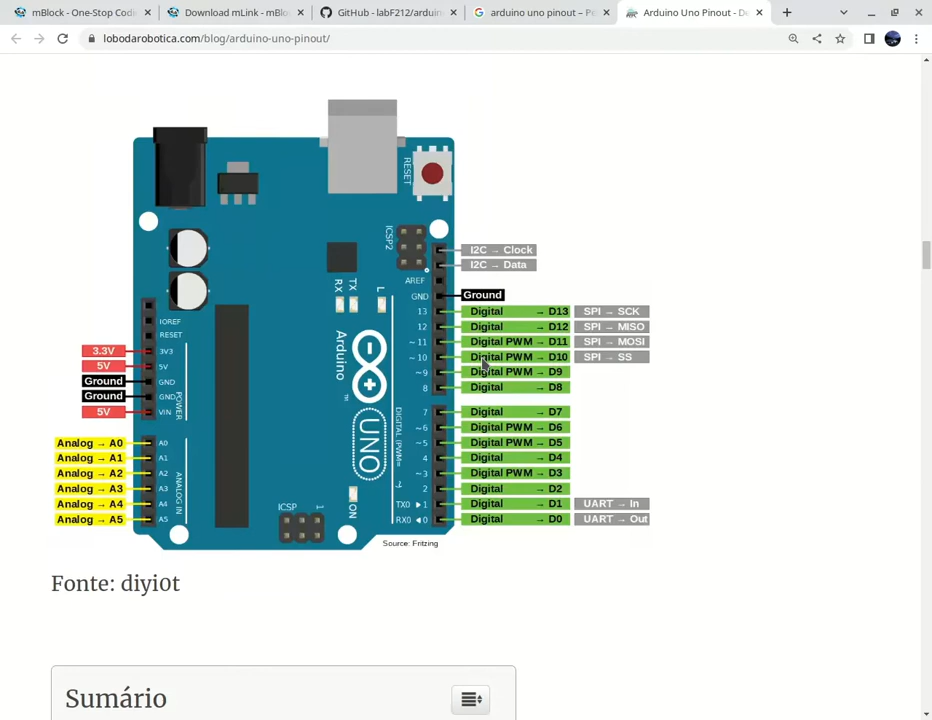 mBlock - One-Stop Codi
Download mLink - mBlo
GitHub - labF212/arduin
arduino uno pinout – Pe
Arduino Uno Pinout - De
lobodarobotica.com/blog/arduino-uno-pinout/
RESET
ICSP2
I2C → Clock
I2C → Data
AREF
GND Ground
RX TX L
13 Digital → D13 SPI → SCK
IOREF
12 Digital → D12 SPI → MISO
RESET
~ 11 Digital PWM → D11 SPI → MOSI
3.3V 3V3
~ 10 Digital PWM → D10 SPI → SS
5V 5V
~9 Digital PWM → D9
Ground GND
8 Digital → D8
Ground GND
5V VIN
POWER
Arduino
™
UNO
DIGITAL (PWM= ~)
7 Digital → D7
~6 Digital PWM → D6
Analog → A0 A0
~5 Digital PWM → D5
Analog → A1 A1
4 Digital → D4
Analog → A2 A2
~3 Digital PWM → D3
Analog → A3 A3
2 Digital → D2
Analog → A4 A4
TX0 ▸ 1 Digital → D1 UART → In
Analog → A5 A5
RX0 ◂ 0 Digital → D0 UART → Out
ANALOG IN
ICSP 1
ON
Source: Fritzing
Fonte: diyi0t
Sumário